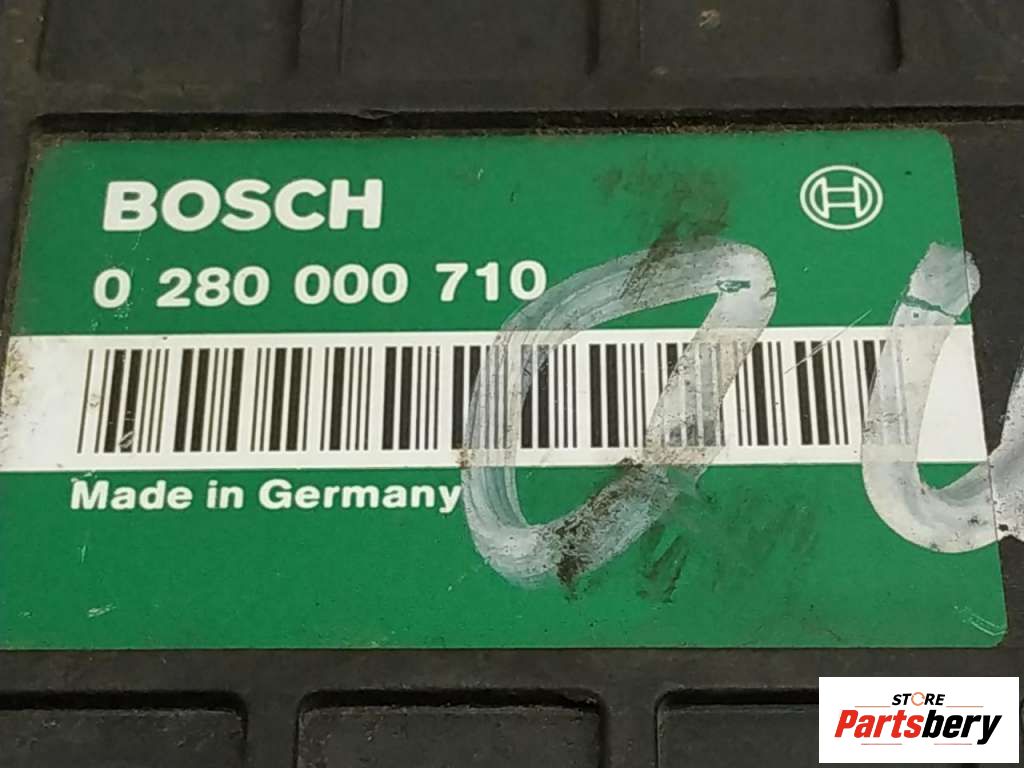 BOSCH
0 280 000 710
Made in Germany
STORE
Partsbery